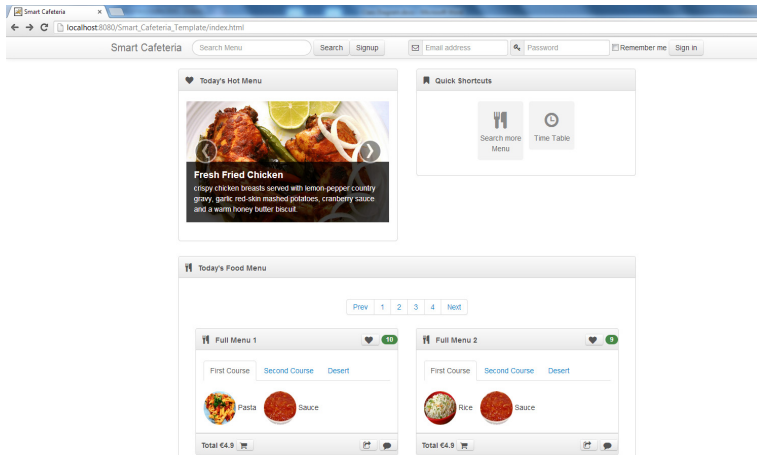 Smart Cafeteria
localhost:8080/Smart_Cafeteria_Template/index.html
Smart Cafeteria Search Menu Search Signup Email address Password Remember me Sign in
Today's Hot Menu
Fresh Fried Chicken
crispy chicken breasts served with lemon-pepper country
gravy, garlic red-skin mashed potatoes, cranberry sauce
and a warm honey butter biscuit.
Quick Shortcuts
Search more
Menu
Time Table
Today's Food Menu
Prev 1 2 3 4 Next
Full Menu 1 10
First Course Second Course Desert
Pasta Sauce
Total €4.9
Full Menu 2 9
First Course Second Course Desert
Rice Sauce
Total €4.9